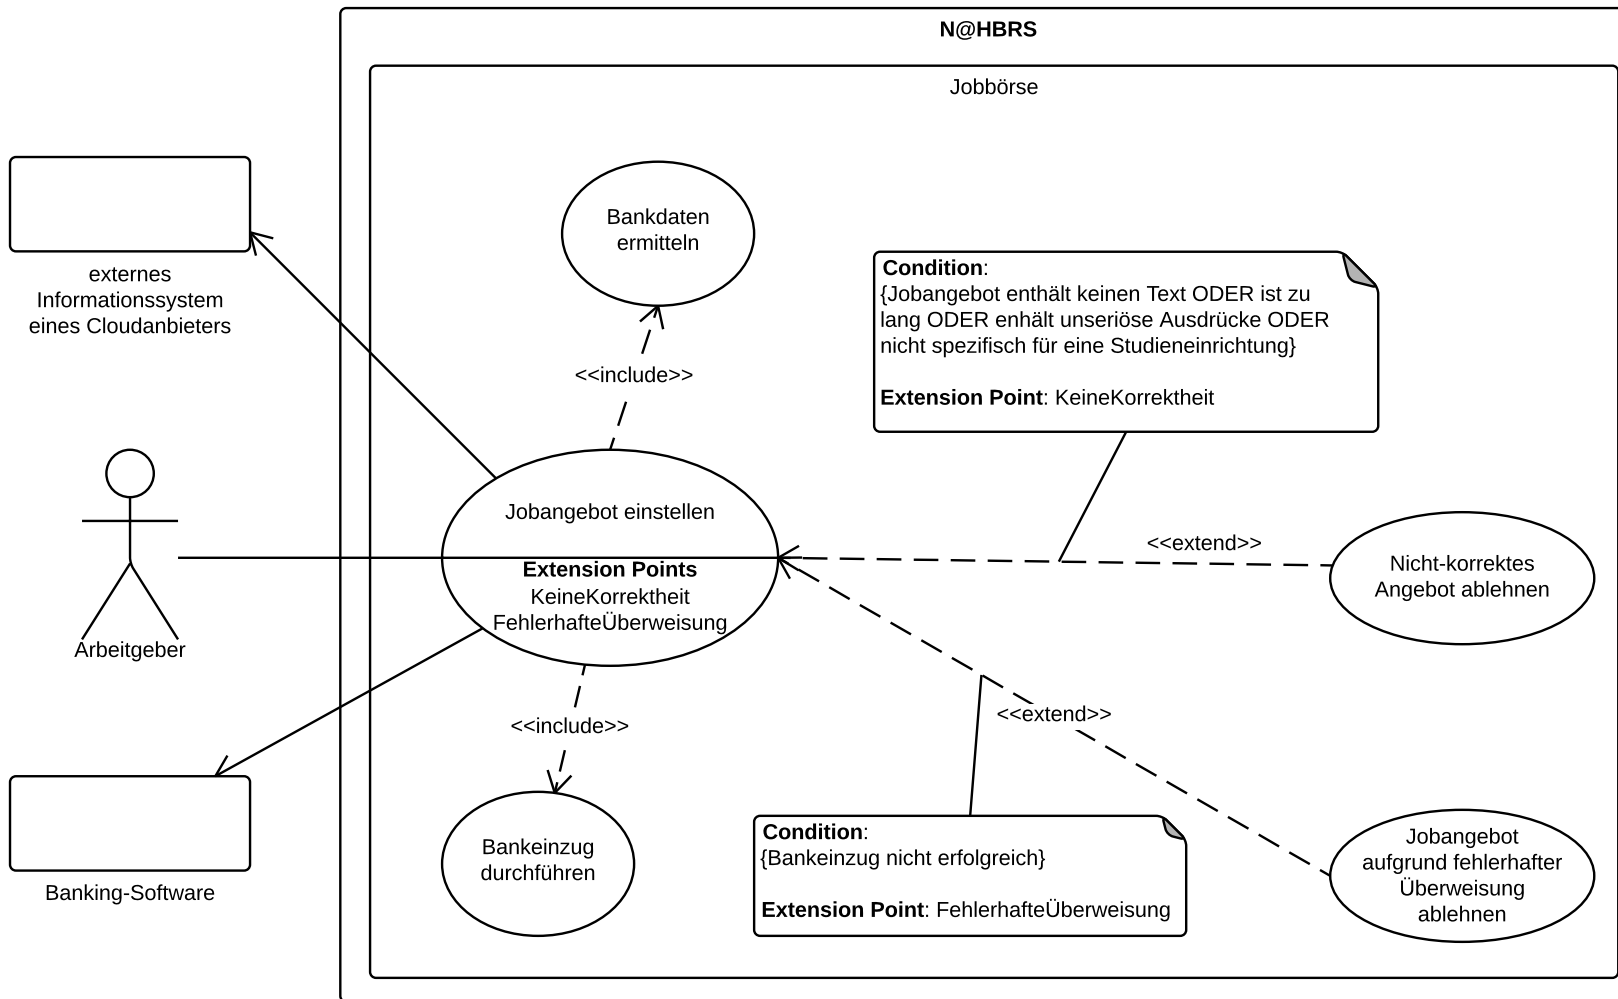 N@HBRS
Jobbörse
externes
Informationssystem
eines Cloudanbieters
Bankdaten
ermitteln
Condition:
{Jobangebot enthält keinen Text ODER ist zu
lang ODER enhält unseriöse Ausdrücke ODER
nicht spezifisch für eine Studieneinrichtung}
Extension Point: KeineKorrektheit
<<include>>
Jobangebot einstellen
Extension Points
KeineKorrektheit
FehlerhafteÜberweisung
<<extend>>
Nicht-korrektes
Angebot ablehnen
Arbeitgeber
<<include>>
<<extend>>
Banking-Software
Bankeinzug
durchführen
Condition:
{Bankeinzug nicht erfolgreich}
Extension Point: FehlerhafteÜberweisung
Jobangebot
aufgrund fehlerhafter
Überweisung
ablehnen